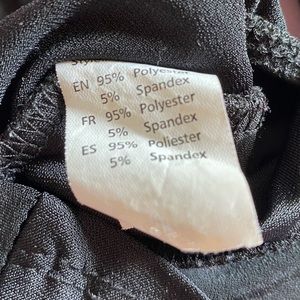 EN 95% Polyester
5% Spandex
FR 95% Polyester
5% Spandex
ES 95% Poliester
5% Spandex